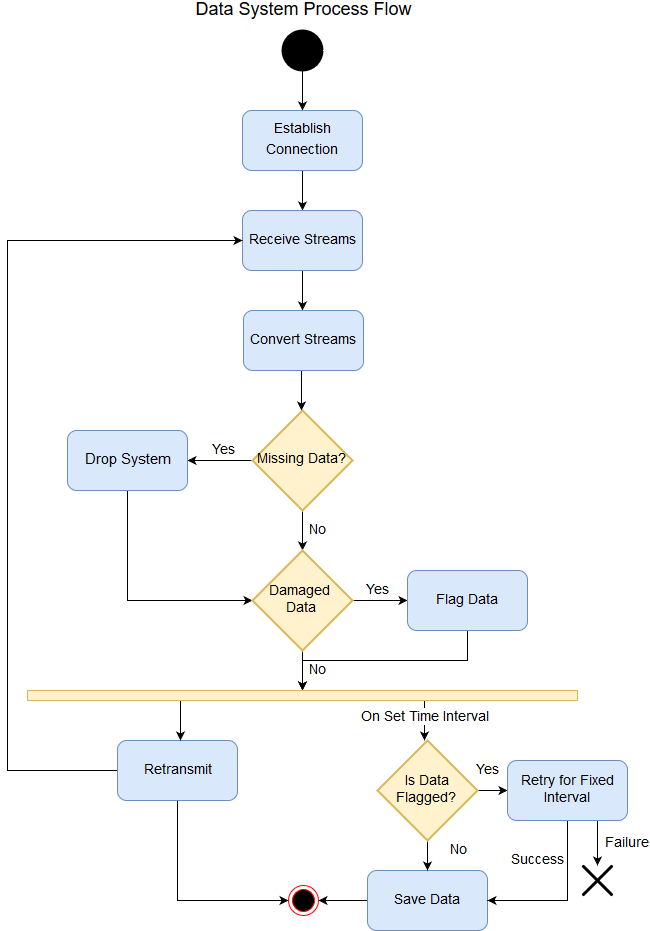 Data System Process Flow
Establish
Connection
Receive Streams
Convert Streams
Missing Data?
Yes
Drop System
No
Damaged
Data
Yes
Flag Data
No
On Set Time Interval
Retransmit
Is Data
Flagged?
Yes
Retry for Fixed
Interval
No
Success
Failure
Save Data